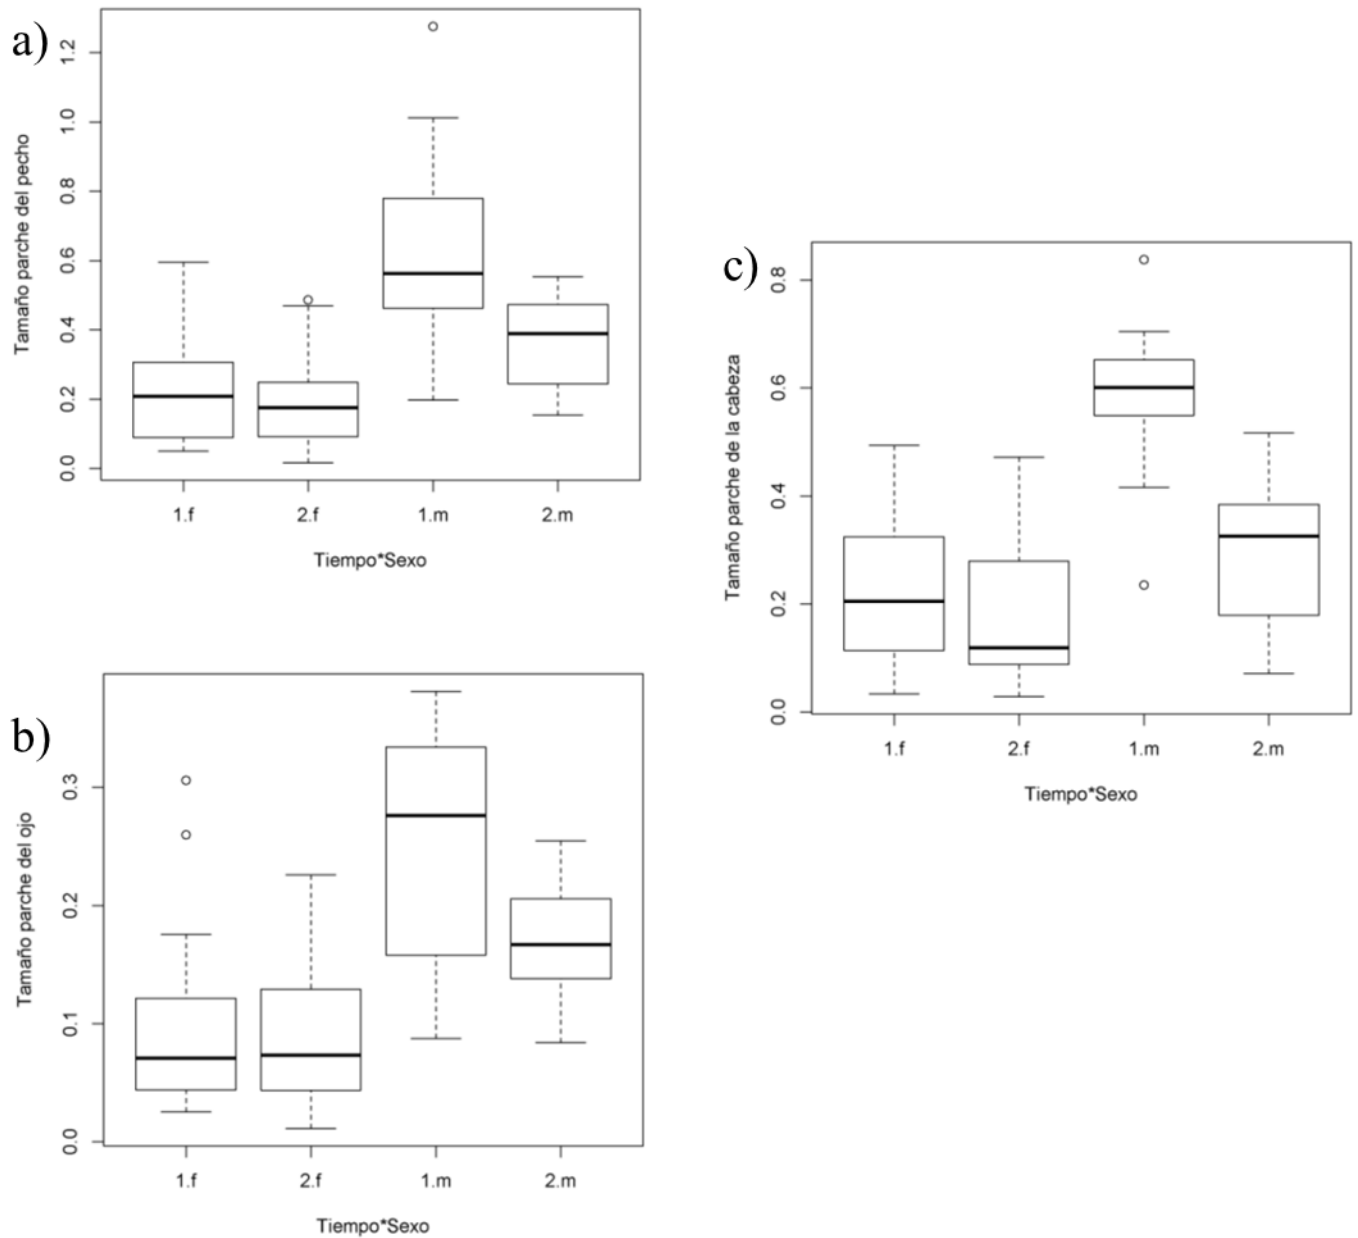 a)
Tamaño parche del pecho
1.2
1.0
0.8
0.6
0.4
0.2
0.0
1.f 2.f 1.m 2.m
Tiempo*Sexo
b)
Tamaño parche del ojo
0.3
0.2
0.1
0.0
1.f 2.f 1.m 2.m
Tiempo*Sexo
c)
Tamaño parche de la cabeza
0.8
0.6
0.4
0.2
0.0
1.f 2.f 1.m 2.m
Tiempo*Sexo